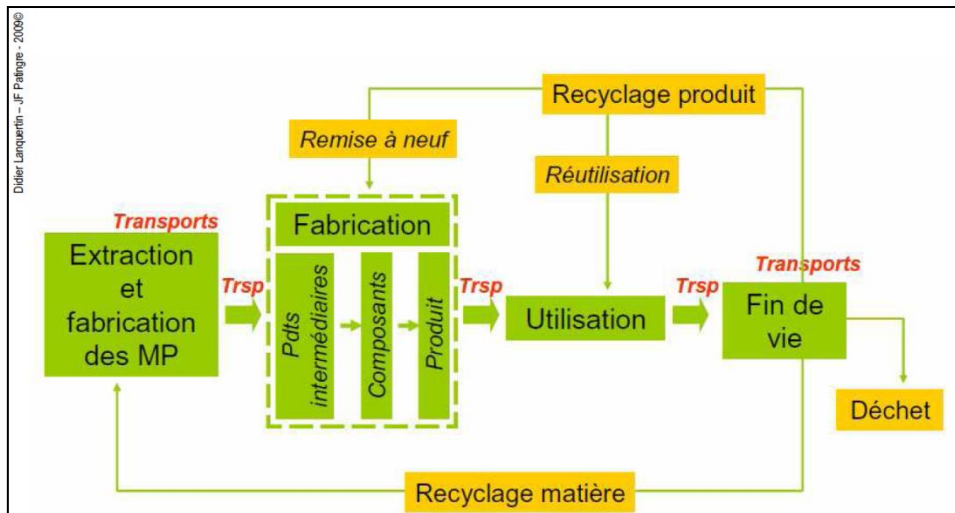 Didier Lanquertin – JF Patingre - 2009©
Recyclage produit
Remise à neuf
Réutilisation
Transports
Extraction
et
fabrication
des MP
Trsp
Fabrication
Pdts
intermédiaires
Composants
Produit
Trsp
Utilisation
Trsp
Transports
Fin de
vie
Déchet
Recyclage matière